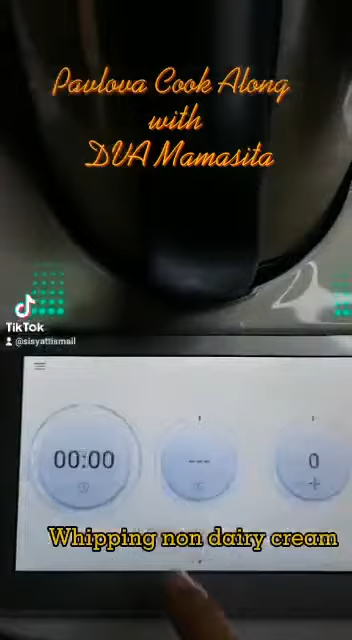 Pavlova Cook Along
with
DVA Mamasita
TikTok
@sisyattismail
00:00
---
0
Whipping non dairy cream